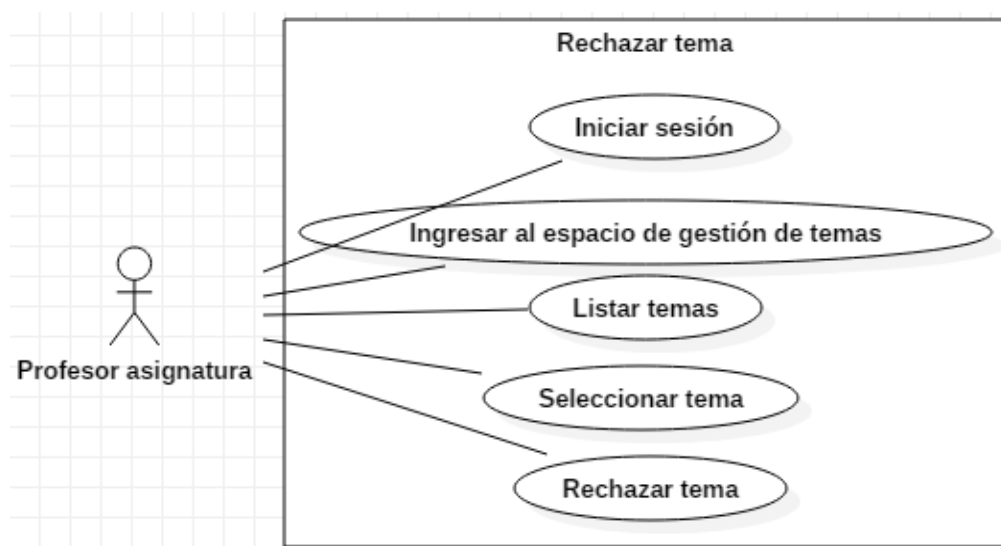 Rechazar tema
Iniciar sesión
Ingresar al espacio de gestión de temas
Listar temas
Profesor asignatura
Seleccionar tema
Rechazar tema